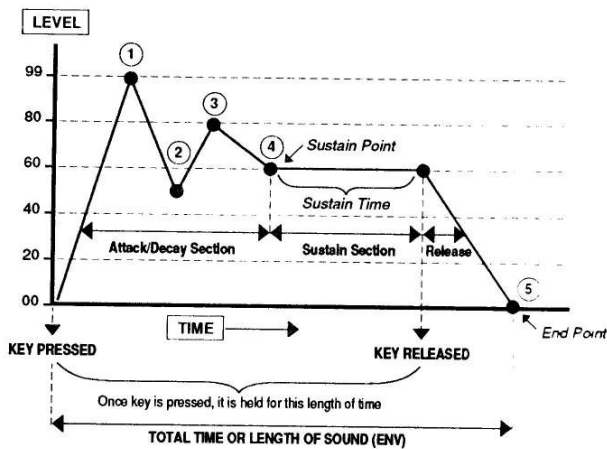 LEVEL
1
99
3
80
2
4
Sustain Point
60
Sustain Time
40
Attack/Decay Section
Sustain Section
Release
20
00
5
TIME
End Point
KEY PRESSED
KEY RELEASED
Once key is pressed, it is held for this length of time
TOTAL TIME OR LENGTH OF SOUND (ENV)